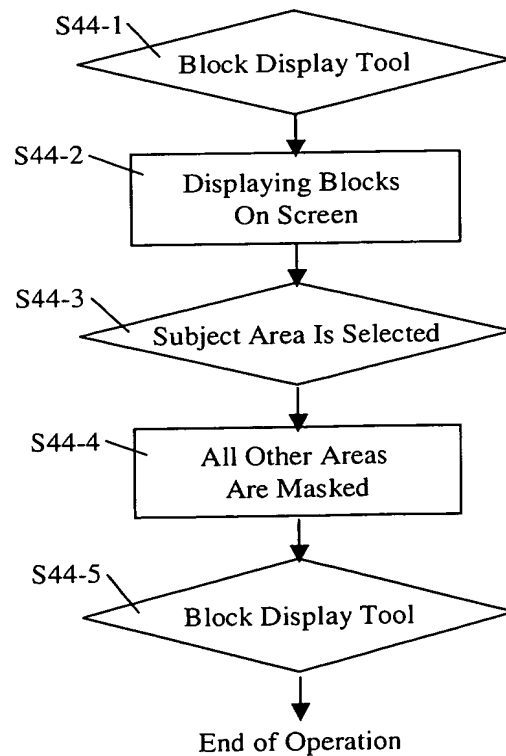 S44-1
Block Display Tool
S44-2
Displaying Blocks
On Screen
S44-3
Subject Area Is Selected
S44-4
All Other Areas
Are Masked
S44-5
Block Display Tool
End of Operation